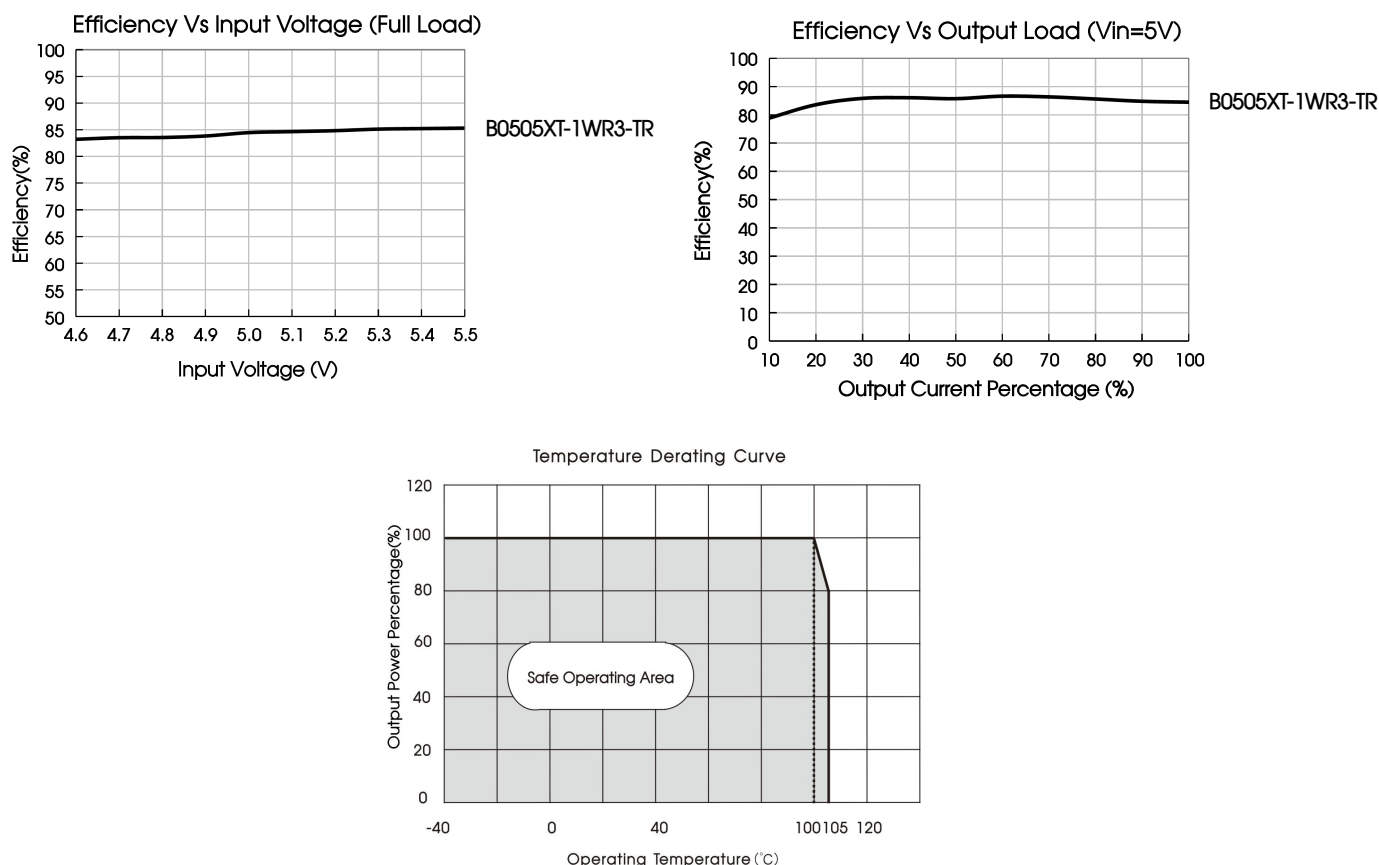 Efficiency Vs Input Voltage (Full Load)
100
95
90
85
80
75
70
65
60
55
50
Efficiency(%)
4.6 4.7 4.8 4.9 5.0 5.1 5.2 5.3 5.4 5.5
Input Voltage (V)
B0505XT-1WR3-TR
Efficiency Vs Output Load (Vin=5V)
100
90
80
70
60
50
40
30
20
10
0
Efficiency(%)
10 20 30 40 50 60 70 80 90 100
Output Current Percentage (%)
B0505XT-1WR3-TR
Temperature Derating Curve
120
100
80
60
40
20
0
Output Power Percentage(%)
Safe Operating Area
-40 0 40 100 105 120
Operating Temperature (°C)